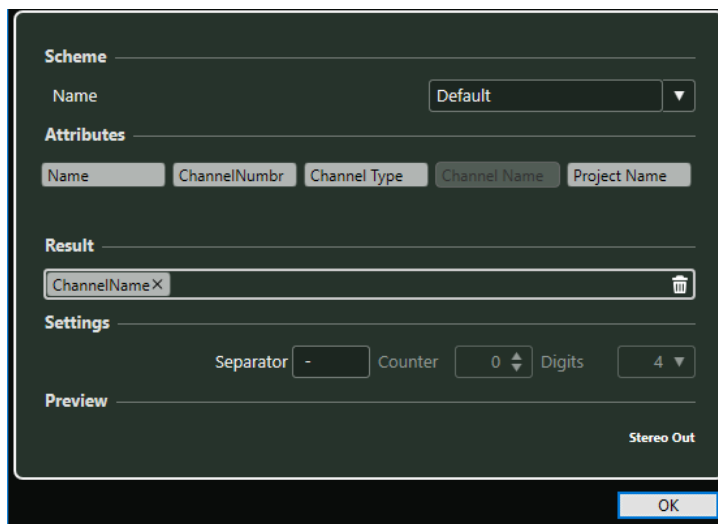 Scheme
Name Default
Attributes
Name ChannelNumbr Channel Type Channel Name Project Name
Result
ChannelName×
Settings
Separator - Counter 0 Digits 4
Preview
Stereo Out
OK